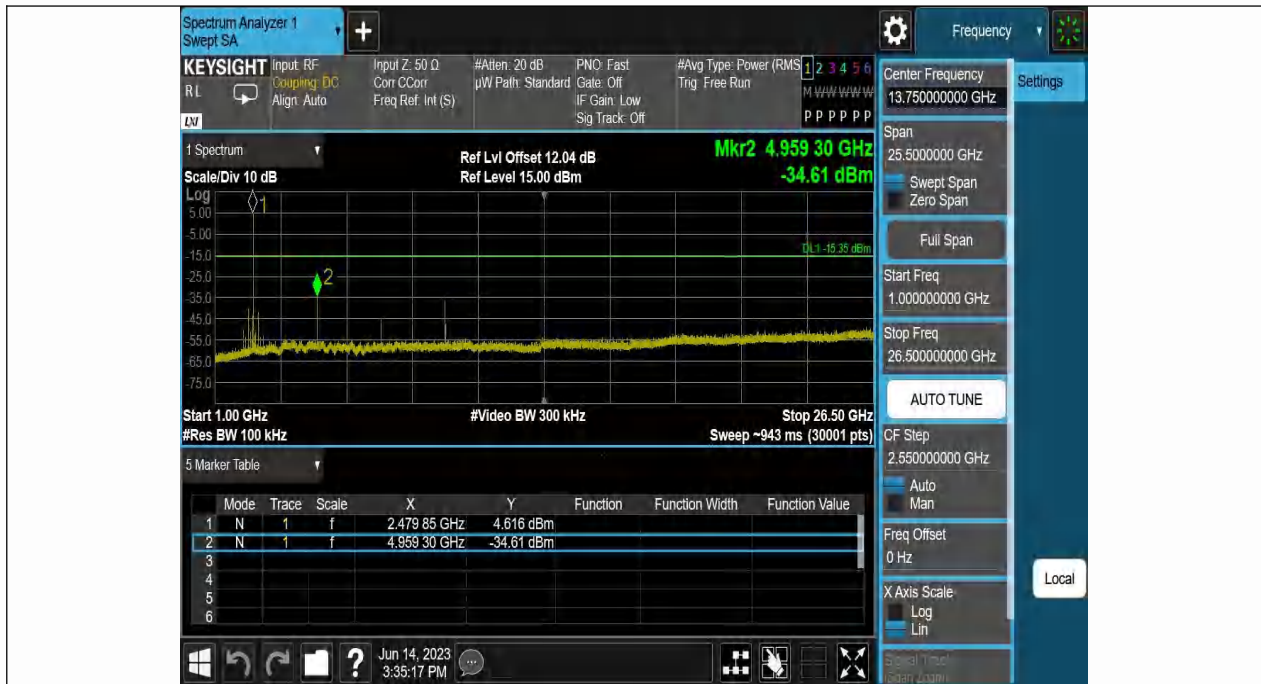 Spectrum Analyzer 1
Swept SA
Frequency
KEYSIGHT
R L
LXI
Input: RF
Coupling: DC
Align: Auto
Input Z: 50 Ω
Corr CCorr
Freq Ref: Int (S)
#Atten: 20 dB
µW Path: Standard
PNO: Fast
Gate: Off
IF Gain: Low
Sig Track: Off
#Avg Type: Power (RMS
Trig: Free Run
1 2 3 4 5 6
M W W W W W
P P P P P P
1 Spectrum
Scale/Div 10 dB
Ref Lvl Offset 12.04 dB
Ref Level 15.00 dBm
Mkr2 4.959 30 GHz
-34.61 dBm
Log
1
5.00
-5.00
DL1 -15.35 dBm
-15.0
2
-25.0
-35.0
-45.0
-55.0
-65.0
-75.0
Start 1.00 GHz
#Video BW 300 kHz
Stop 26.50 GHz
#Res BW 100 kHz
Sweep ~943 ms (30001 pts)
5 Marker Table
Mode Trace Scale X Y Function Function Width Function Value
1 N 1 f 2.479 85 GHz 4.616 dBm
2 N 1 f 4.959 30 GHz -34.61 dBm
3
4
5
6
?
Jun 14, 2023
3:35:17 PM
Center Frequency
13.750000000 GHz
Settings
Span
25.5000000 GHz
Swept Span
Zero Span
Full Span
Start Freq
1.000000000 GHz
Stop Freq
26.500000000 GHz
AUTO TUNE
CF Step
2.550000000 GHz
Auto
Man
Freq Offset
0 Hz
X Axis Scale
Log
Lin
Local
Signal Track
(Span Zoom)